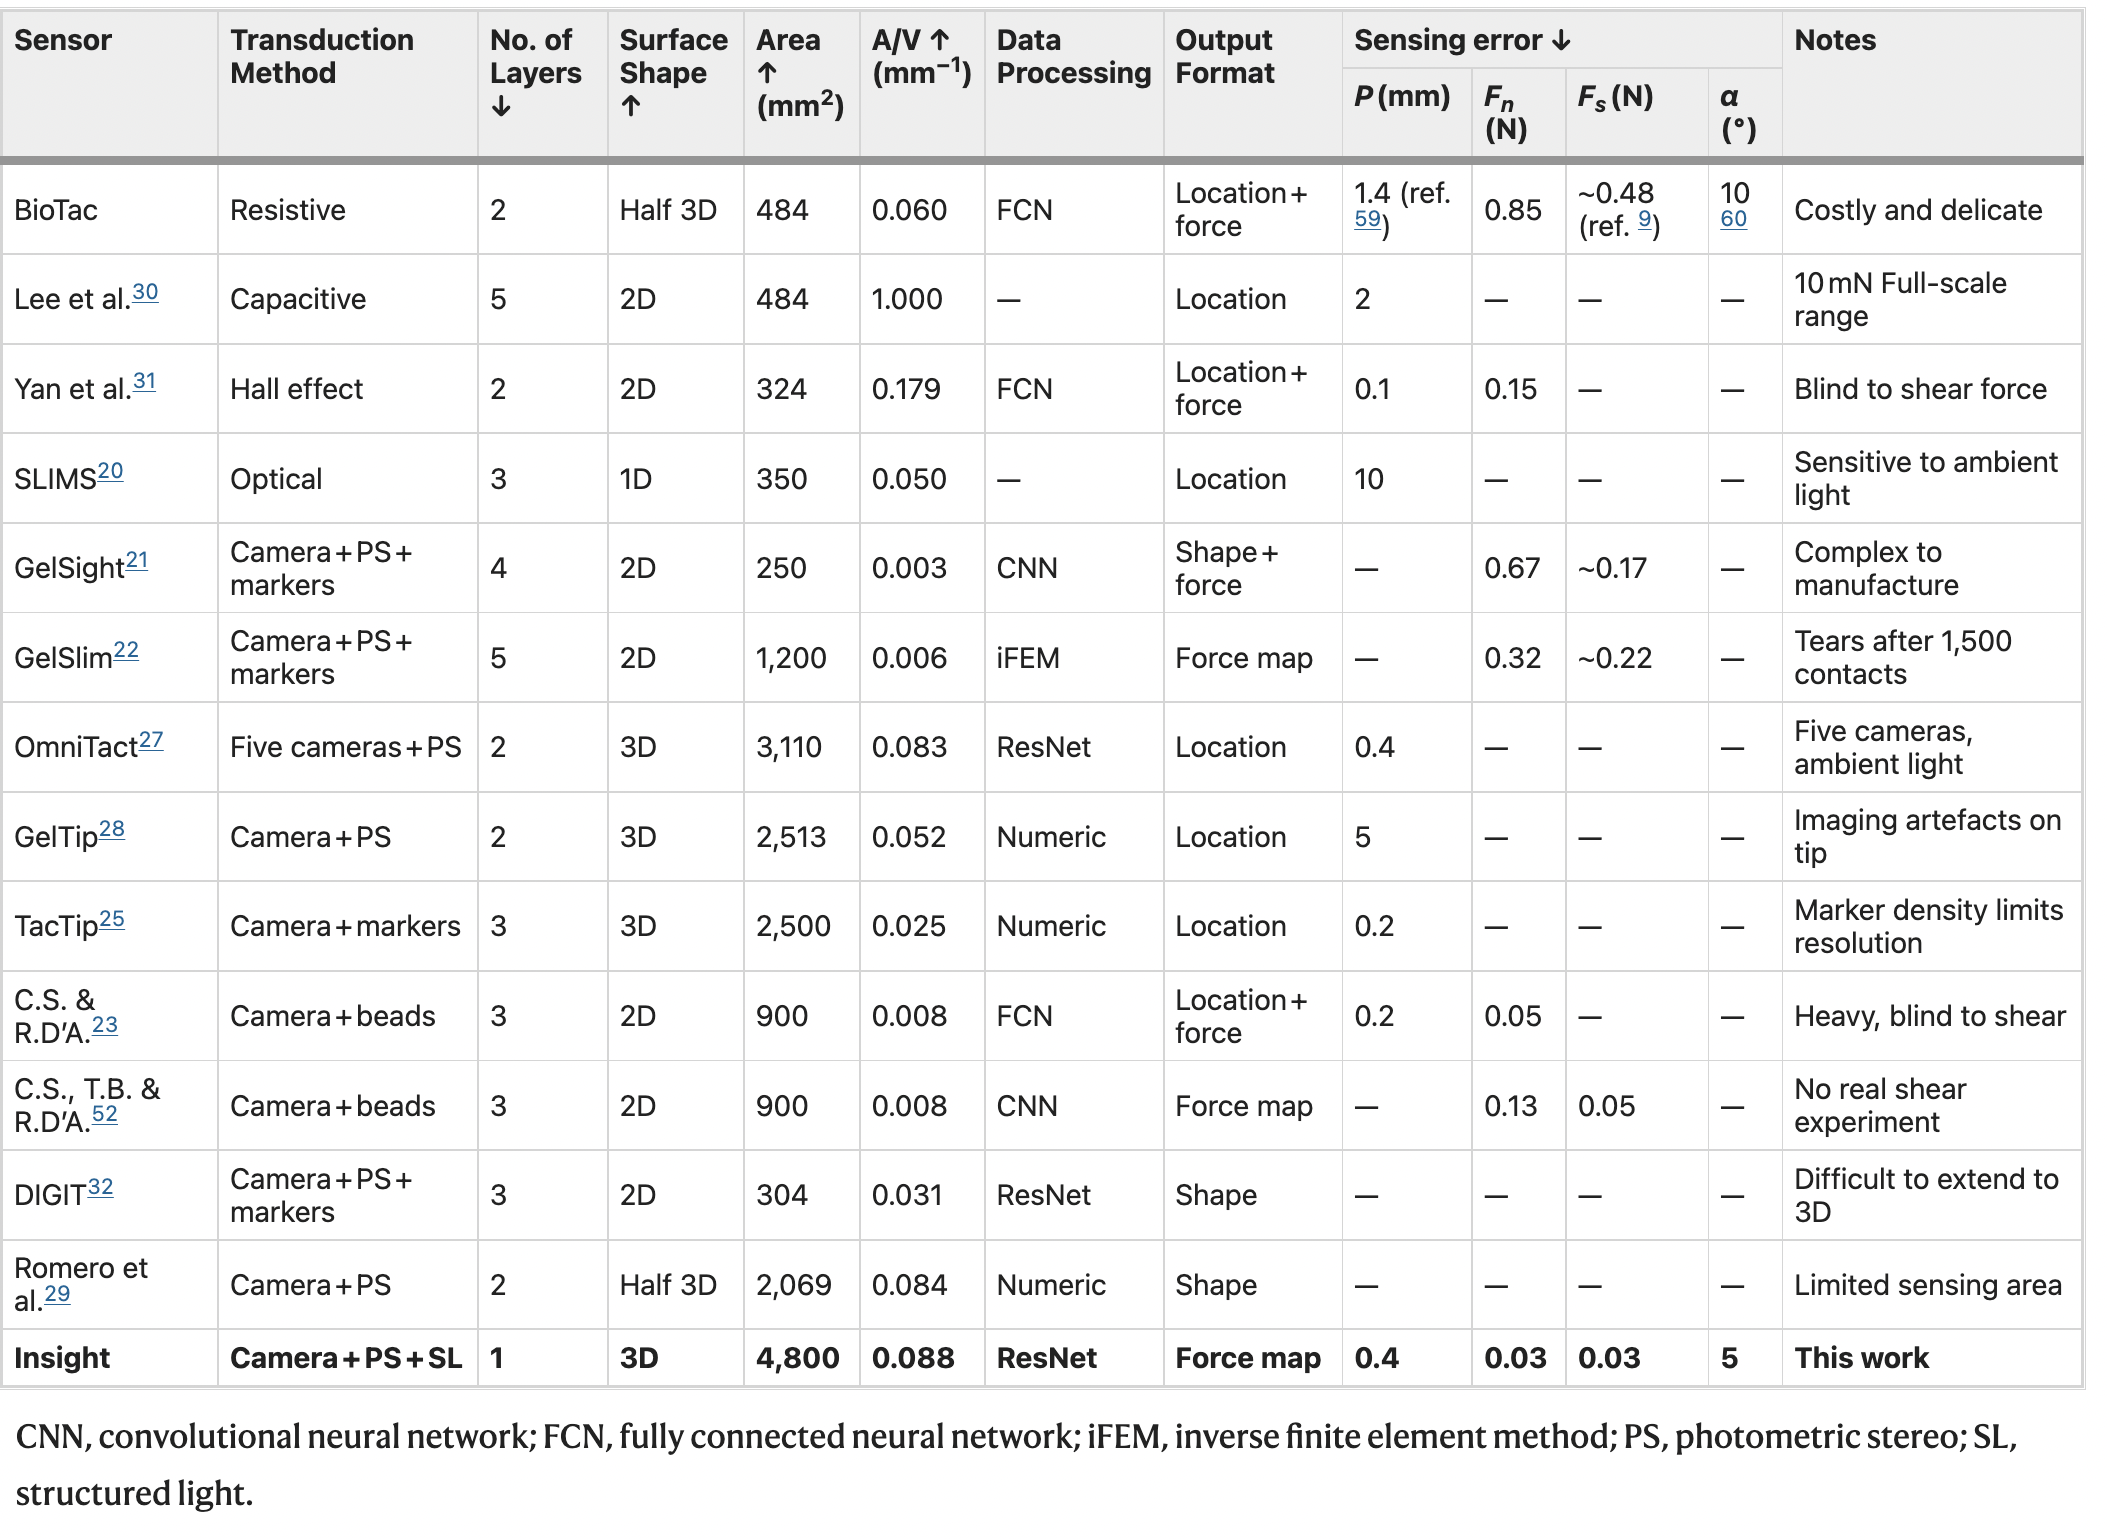 Sensor Transduction Method No. of Layers ↓ Surface Shape ↑ Area ↑ (mm²) A/V ↑ (mm⁻¹) Data Processing Output Format Sensing error ↓ Notes
P (mm) Fn (N) Fs (N) α (°)
BioTac Resistive 2 Half 3D 484 0.060 FCN Location+force 1.4 (ref. 59) 0.85 ~0.48 (ref. 9) 10 60 Costly and delicate
Lee et al.30 Capacitive 5 2D 484 1.000 — Location 2 — — — 10 mN Full-scale range
Yan et al.31 Hall effect 2 2D 324 0.179 FCN Location+force 0.1 0.15 — — Blind to shear force
SLIMS20 Optical 3 1D 350 0.050 — Location 10 — — — Sensitive to ambient light
GelSight21 Camera+PS+markers 4 2D 250 0.003 CNN Shape+force — 0.67 ~0.17 — Complex to manufacture
GelSlim22 Camera+PS+markers 5 2D 1,200 0.006 iFEM Force map — 0.32 ~0.22 — Tears after 1,500 contacts
OmniTact27 Five cameras+PS 2 3D 3,110 0.083 ResNet Location 0.4 — — — Five cameras, ambient light
GelTip28 Camera+PS 2 3D 2,513 0.052 Numeric Location 5 — — — Imaging artefacts on tip
TacTip25 Camera+markers 3 3D 2,500 0.025 Numeric Location 0.2 — — — Marker density limits resolution
C.S. & R.D’A.23 Camera+beads 3 2D 900 0.008 FCN Location+force 0.2 0.05 — — Heavy, blind to shear
C.S., T.B. & R.D’A.52 Camera+beads 3 2D 900 0.008 CNN Force map — 0.13 0.05 — No real shear experiment
DIGIT32 Camera+PS+markers 3 2D 304 0.031 ResNet Shape — — — — Difficult to extend to 3D
Romero et al.29 Camera+PS 2 Half 3D 2,069 0.084 Numeric Shape — — — — Limited sensing area
Insight Camera+PS+SL 1 3D 4,800 0.088 ResNet Force map 0.4 0.03 0.03 5 This work
CNN, convolutional neural network; FCN, fully connected neural network; iFEM, inverse finite element method; PS, photometric stereo; SL,
structured light.